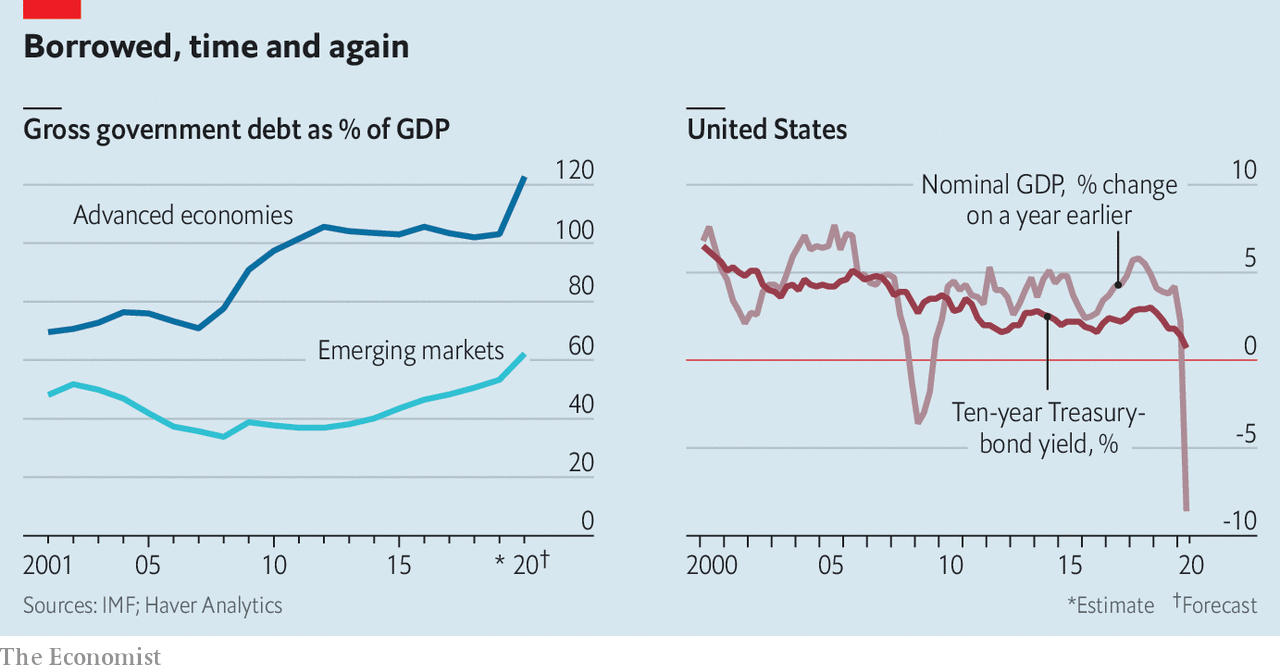 Borrowed, time and again
Gross government debt as % of GDP
120
Advanced economies
100
80
Emerging markets
60
40
20
0
2001 05 10 15 * 20†
Sources: IMF; Haver Analytics
United States
10
Nominal GDP, % change
on a year earlier
5
0
Ten-year Treasury-
bond yield, %
-5
-10
2000 05 10 15 20
*Estimate †Forecast
The Economist